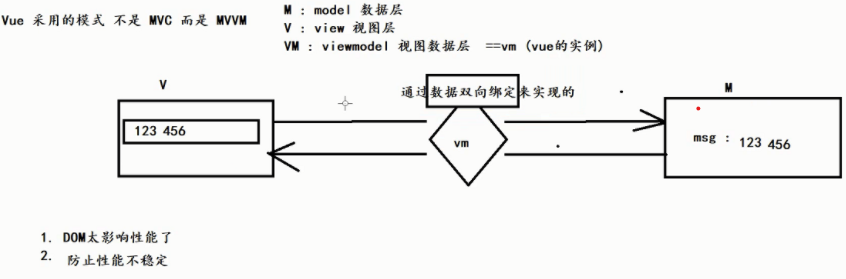 Vue 采用的模式 不是 MVC 而是 MVVM
M : model 数据层
V : view 视图层
VM : viewmodel 视图数据层 ==vm (vue的实例)
V
通过数据双向绑定来实现的
M
123 456
vm
msg : 123 456
1. DOM太影响性能了
2. 防止性能不稳定